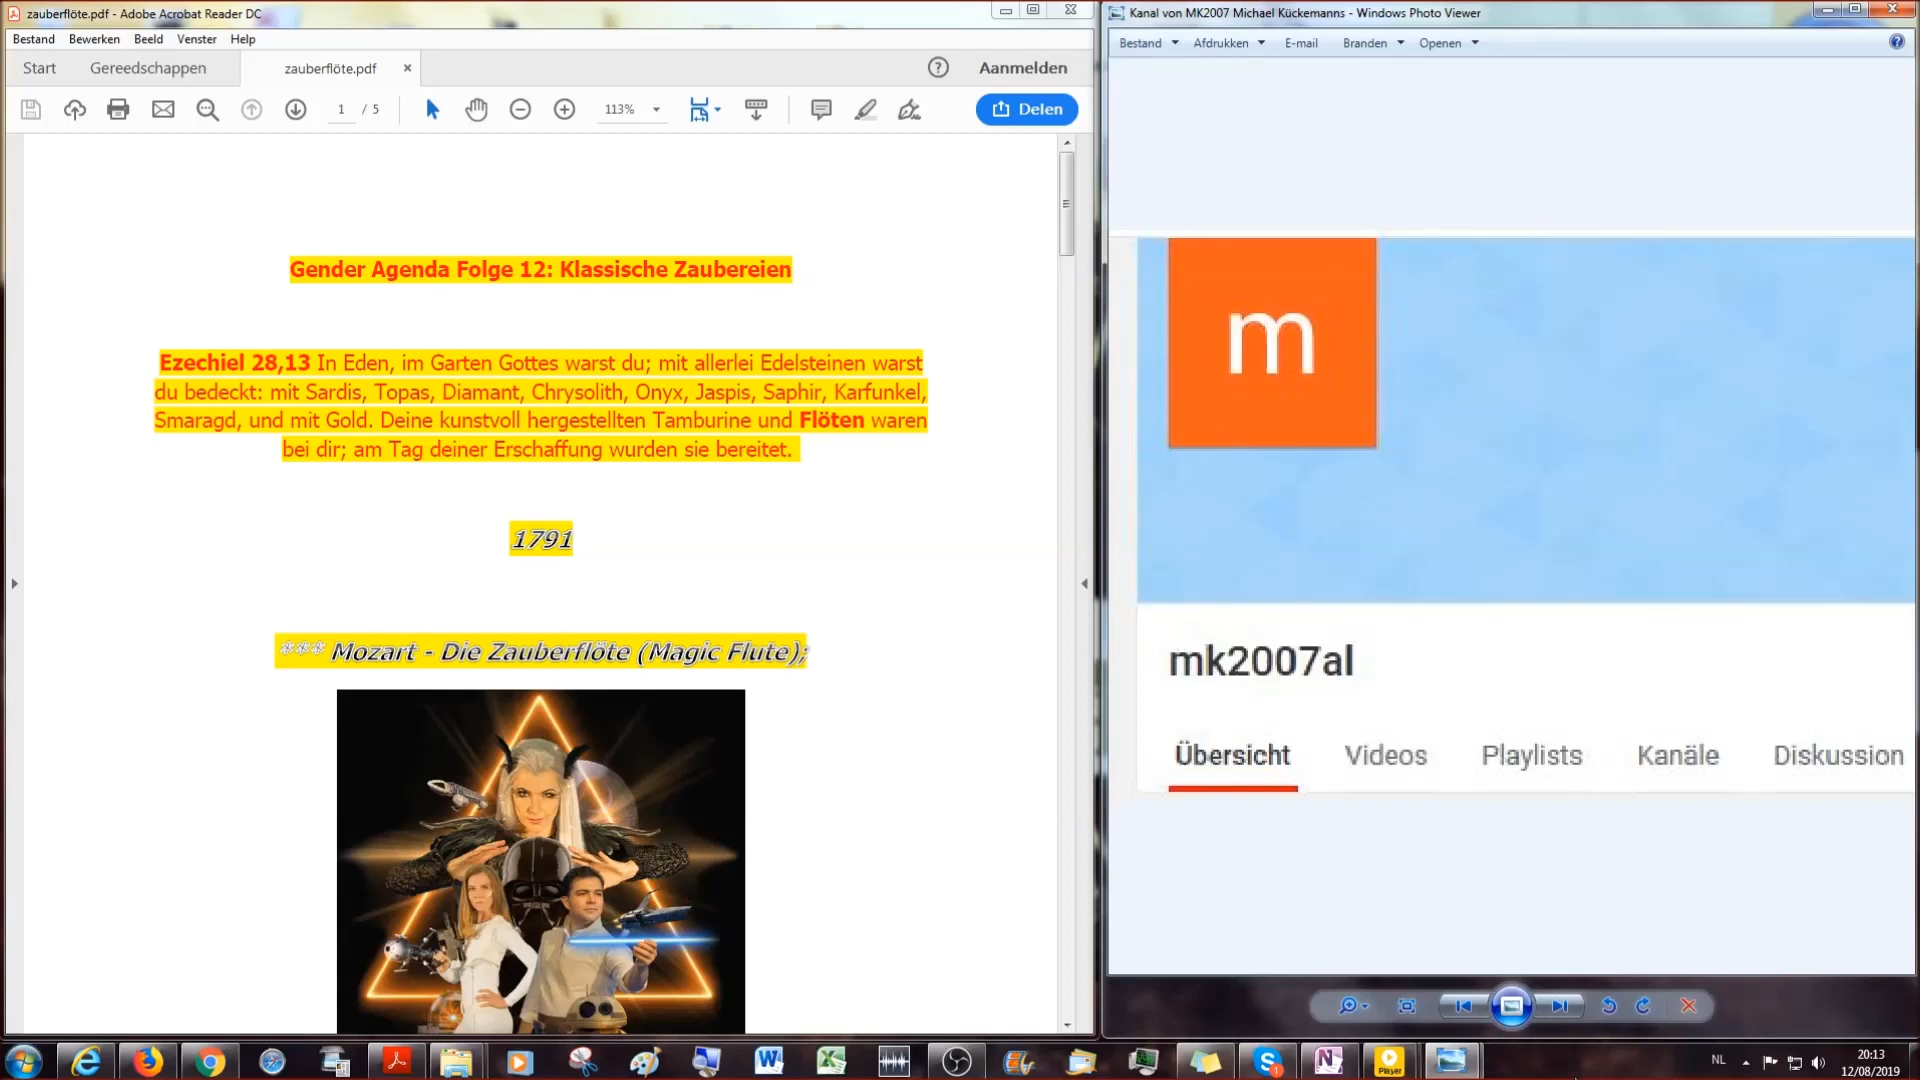 zauberflöte.pdf - Adobe Acrobat Reader DC
Bestand Bewerken Beeld Venster Help
Start Gereedschappen zauberflöte.pdf × Aanmelden
1 / 5 113% Delen
Gender Agenda Folge 12: Klassische Zaubereien
Ezechiel 28,13 In Eden, im Garten Gottes warst du; mit allerlei Edelsteinen warst
du bedeckt: mit Sardis, Topas, Diamant, Chrysolith, Onyx, Jaspis, Saphir, Karfunkel,
Smaragd, und mit Gold. Deine kunstvoll hergestellten Tamburine und Flöten waren
bei dir; am Tag deiner Erschaffung wurden sie bereitet.
1791
*** Mozart - Die Zauberflöte (Magic Flute);
Kanal von MK2007 Michael Kückemanns - Windows Photo Viewer
Bestand Afdrukken E-mail Branden Openen
m
mk2007al
Übersicht Videos Playlists Kanäle Diskussion
Player
NL
20:13
12/08/2019